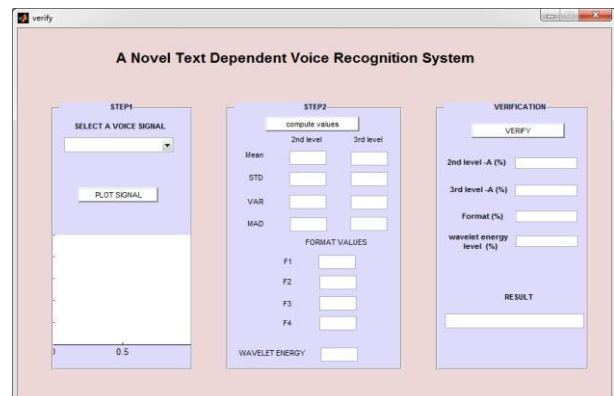 verify
A Novel Text Dependent Voice Recognition System
STEP1
SELECT A VOICE SIGNAL
PLOT SIGNAL
0.5
STEP2
compute values
2nd level 3rd level
Mean
STD
VAR
MAD
FORMAT VALUES
F1
F2
F3
F4
WAVELET ENERGY
VERIFICATION
VERIFY
2nd level -A (%)
3rd level -A (%)
Format (%)
wavelet energy
level (%)
RESULT